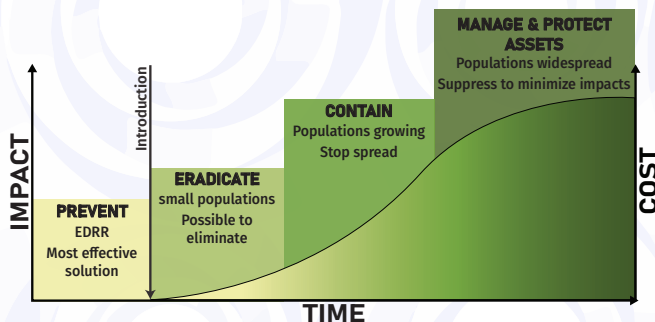 MANAGE & PROTECT
ASSETS
Populations widespread
Suppress to minimize impacts
CONTAIN
Populations growing
Stop spread
ERADICATE
small populations
Possible to
eliminate
PREVENT
EDRR
Most effective
solution
Introduction
IMPACT
COST
TIME